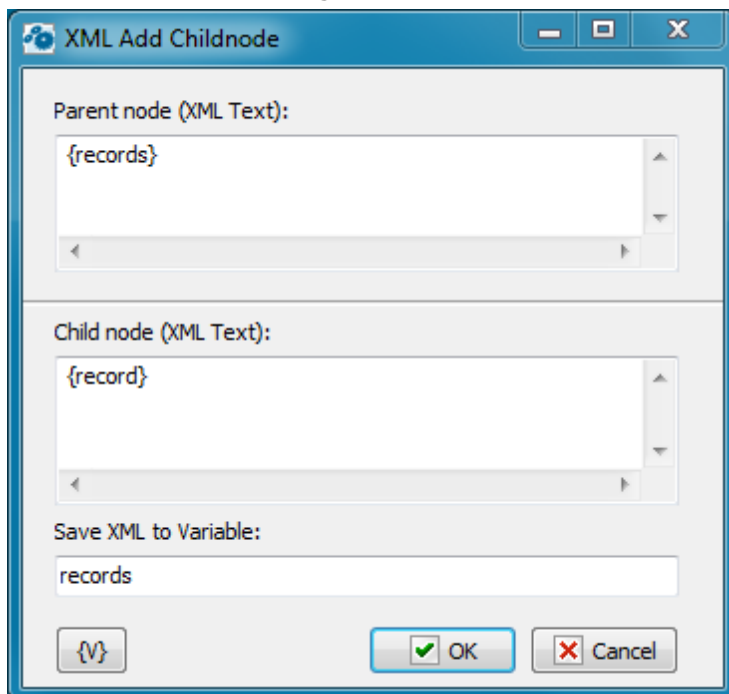 XML Add Childnode
Parent node (XML Text):
{records}
Child node (XML Text):
{record}
Save XML to Variable:
records
{V} OK Cancel